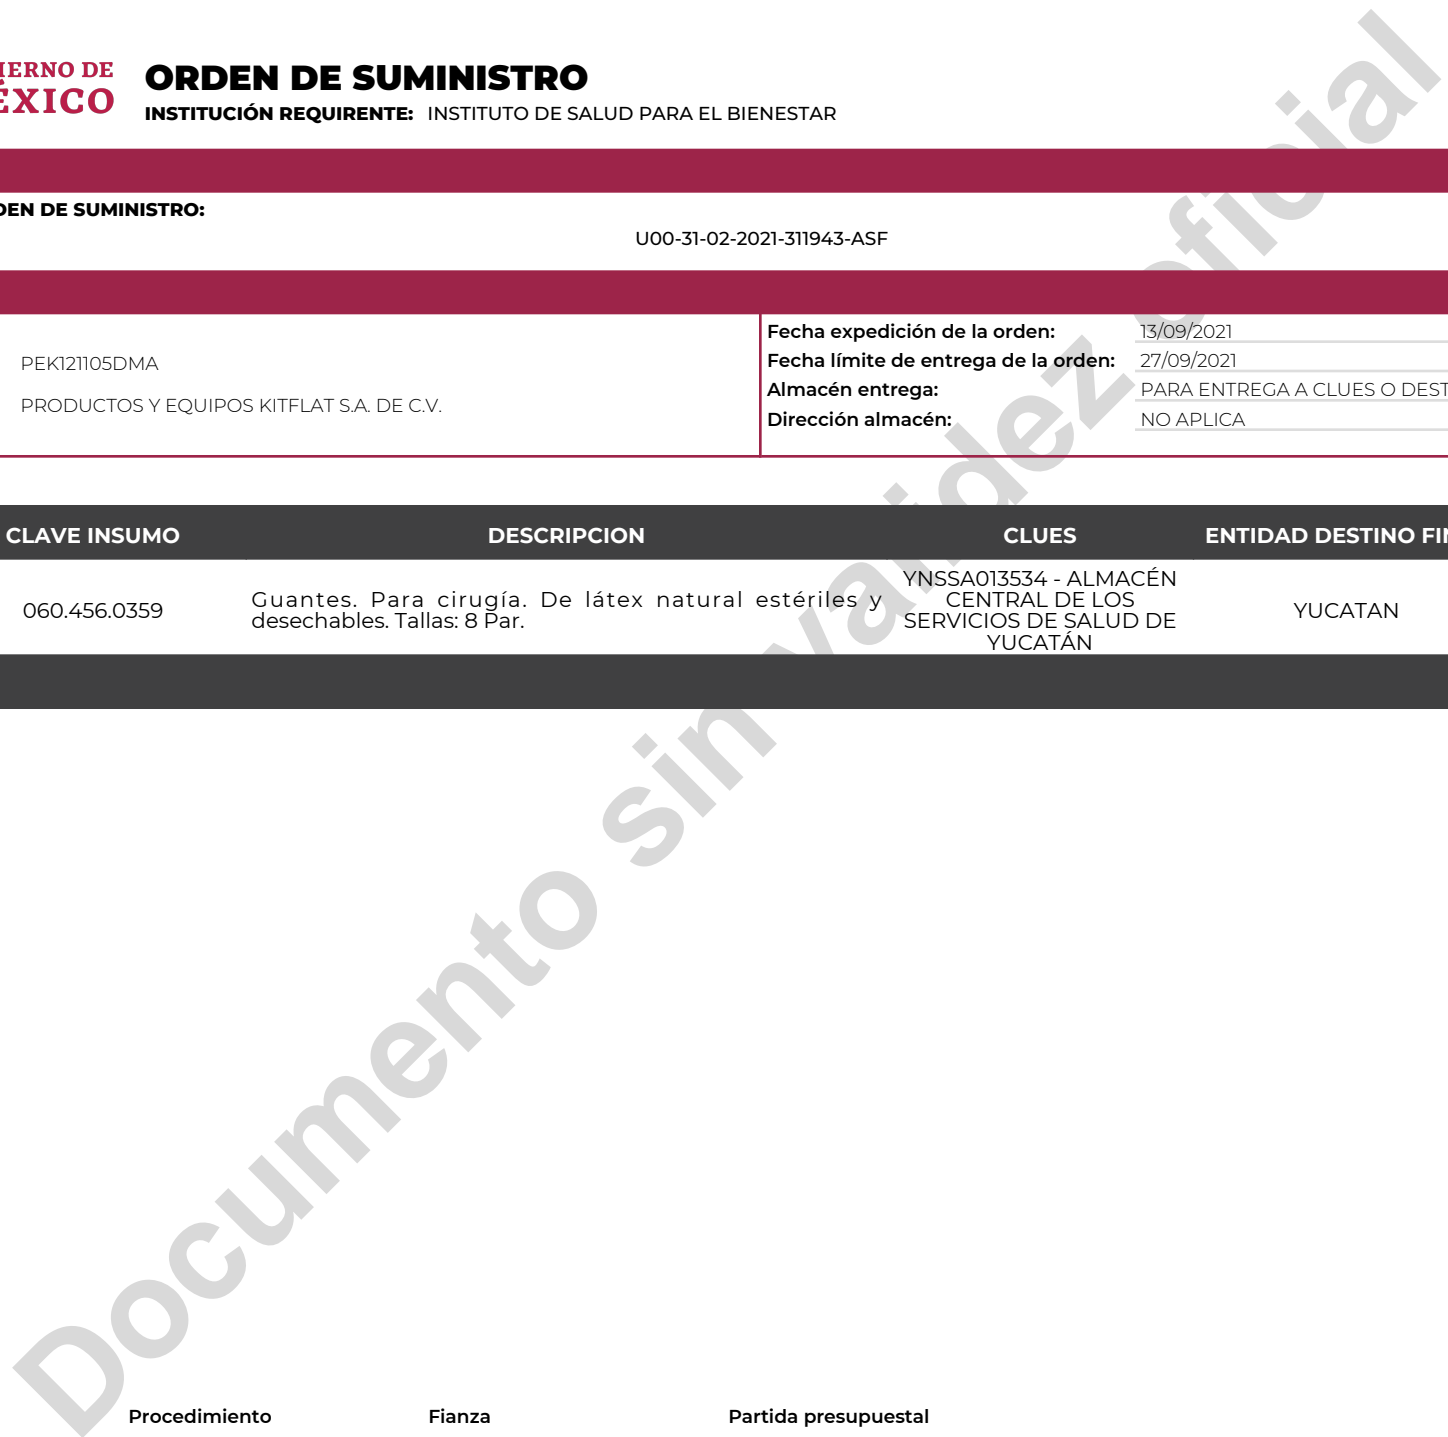 IERNO DE
ÉXICO
ORDEN DE SUMINISTRO
INSTITUCIÓN REQUIRENTE: INSTITUTO DE SALUD PARA EL BIENESTAR
DEN DE SUMINISTRO:
U00-31-02-2021-311943-ASF
PEK121105DMA
PRODUCTOS Y EQUIPOS KITFLAT S.A. DE C.V.
Fecha expedición de la orden: 13/09/2021
Fecha límite de entrega de la orden: 27/09/2021
Almacén entrega: PARA ENTREGA A CLUES O DEST
Dirección almacén: NO APLICA
CLAVE INSUMO DESCRIPCION CLUES ENTIDAD DESTINO FIN
060.456.0359
Guantes. Para cirugía. De látex natural estériles y
desechables. Tallas: 8 Par.
YNSSA013534 - ALMACÉN
CENTRAL DE LOS
SERVICIOS DE SALUD DE
YUCATÁN
YUCATAN
Documento sin validez oficial
Procedimiento Fianza Partida presupuestal